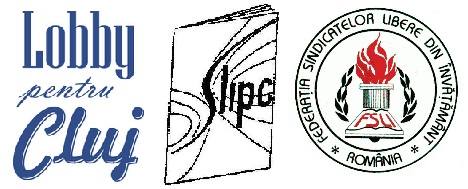 Lobby
pentru
Cluj
Slipc
FEDERAȚIA SINDICATELOR LIBERE DIN ÎNVĂȚĂMÂNT
FSLI
* ROMÂNIA *